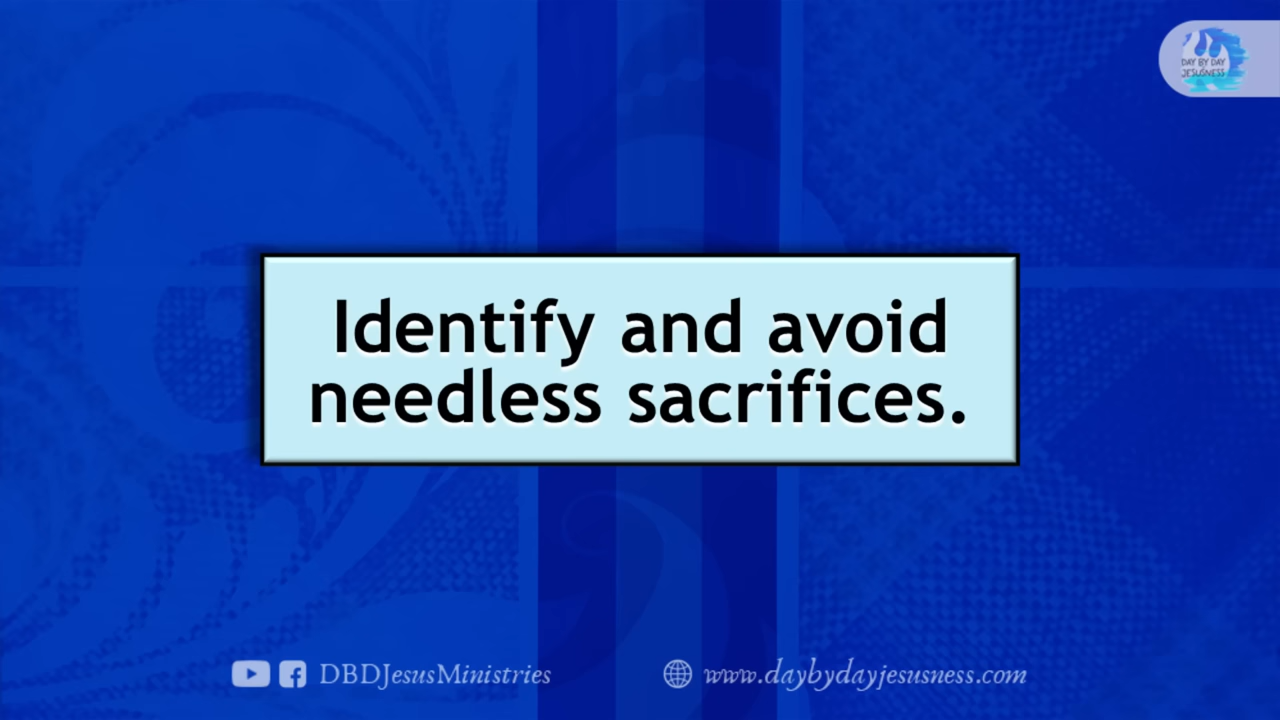 DAY BY DAY
JESUSNESS
Identify and avoid
needless sacrifices.
DBDJesusMinistries
www.daybydayjesusness.com